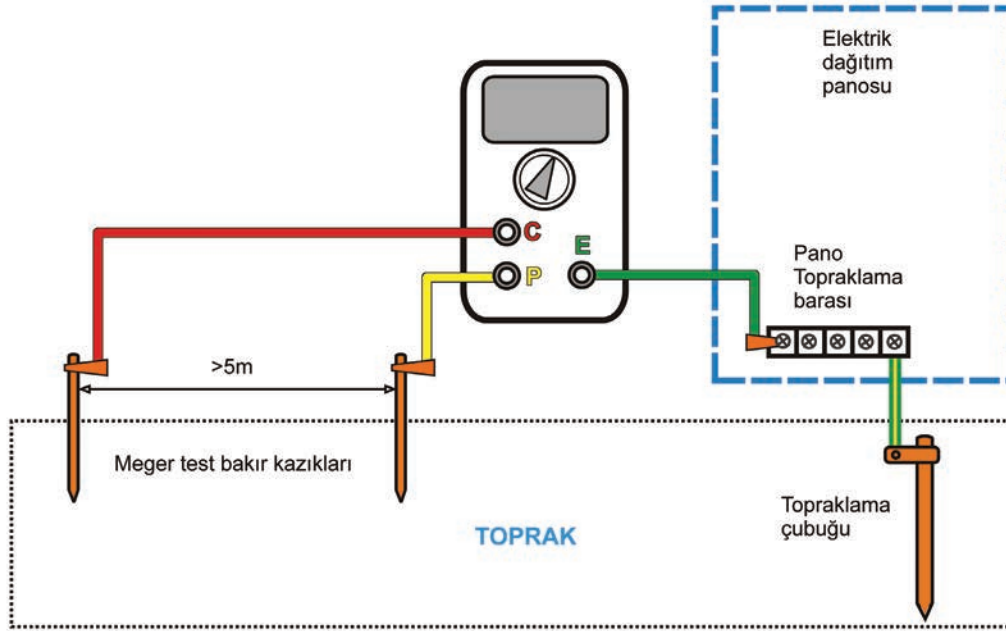 Elektrik
dağıtım
panosu
C
E
P
Pano
Topraklama
barası
>5m
Meger test bakır kazıkları
Topraklama
çubuğu
TOPRAK